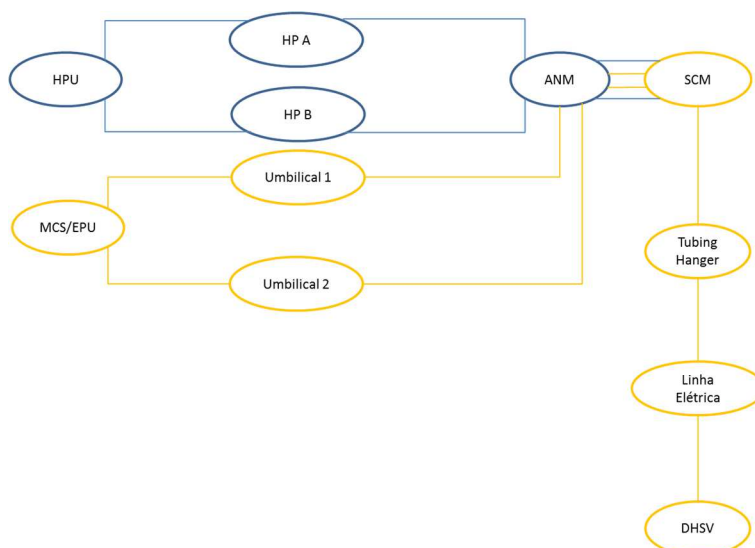 HP A
HPU
ANM
SCM
HP B
Umbilical 1
MCS/EPU
Tubing
Hanger
Umbilical 2
Linha
Elétrica
DHSV